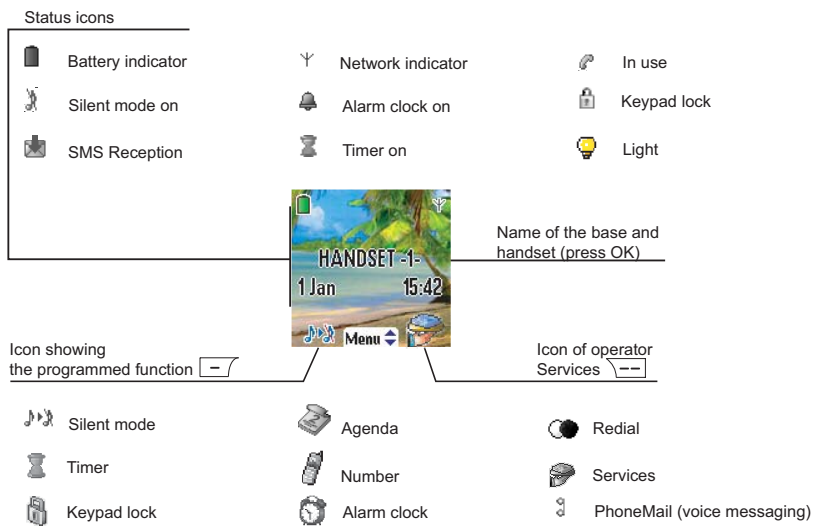 Status icons
Battery indicator
Network indicator
In use
Silent mode on
Alarm clock on
Keypad lock
SMS Reception
Timer on
Light
Name of the base and
handset (press OK)
HANDSET -1-
1 Jan 15:42
Menu
Icon showing
the programmed function -
Icon of operator
Services --
Silent mode
Agenda
Redial
Timer
Number
Services
Keypad lock
Alarm clock
PhoneMail (voice messaging)